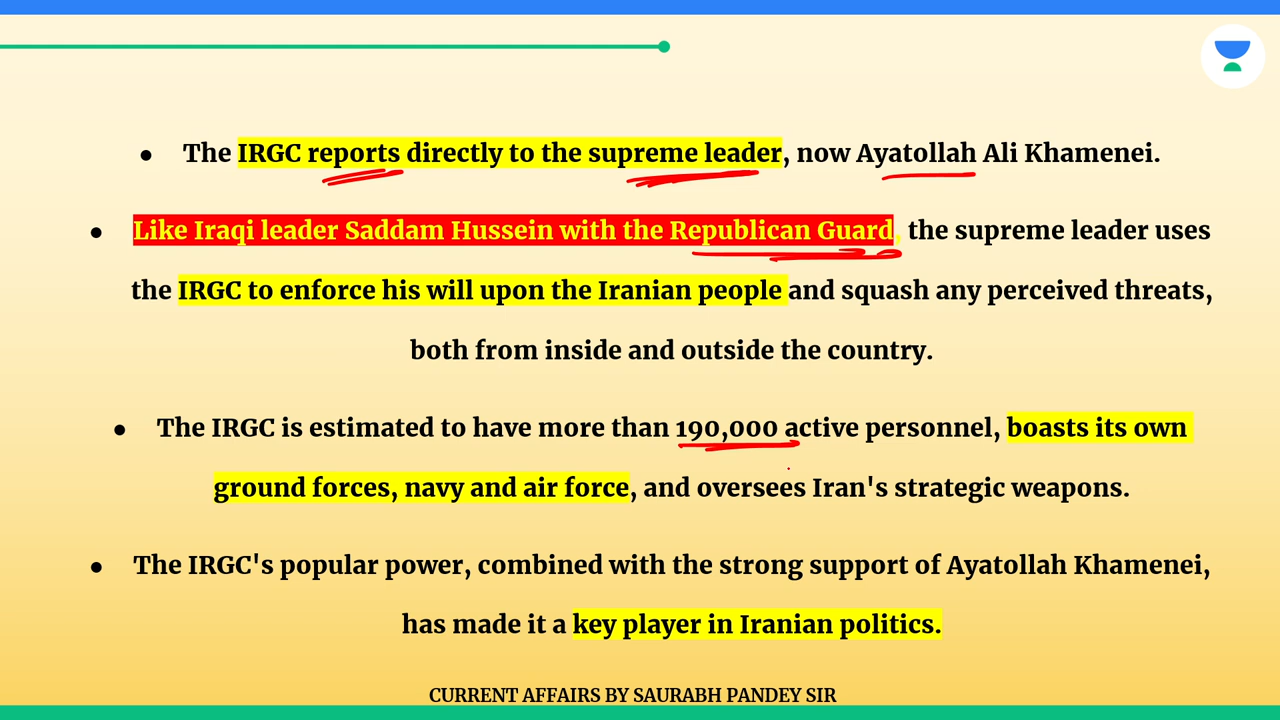 • The IRGC reports directly to the supreme leader, now Ayatollah Ali Khamenei.
• Like Iraqi leader Saddam Hussein with the Republican Guard, the supreme leader uses
the IRGC to enforce his will upon the Iranian people and squash any perceived threats,
both from inside and outside the country.
• The IRGC is estimated to have more than 190,000 active personnel, boasts its own
ground forces, navy and air force, and oversees Iran's strategic weapons.
• The IRGC's popular power, combined with the strong support of Ayatollah Khamenei,
has made it a key player in Iranian politics.
CURRENT AFFAIRS BY SAURABH PANDEY SIR